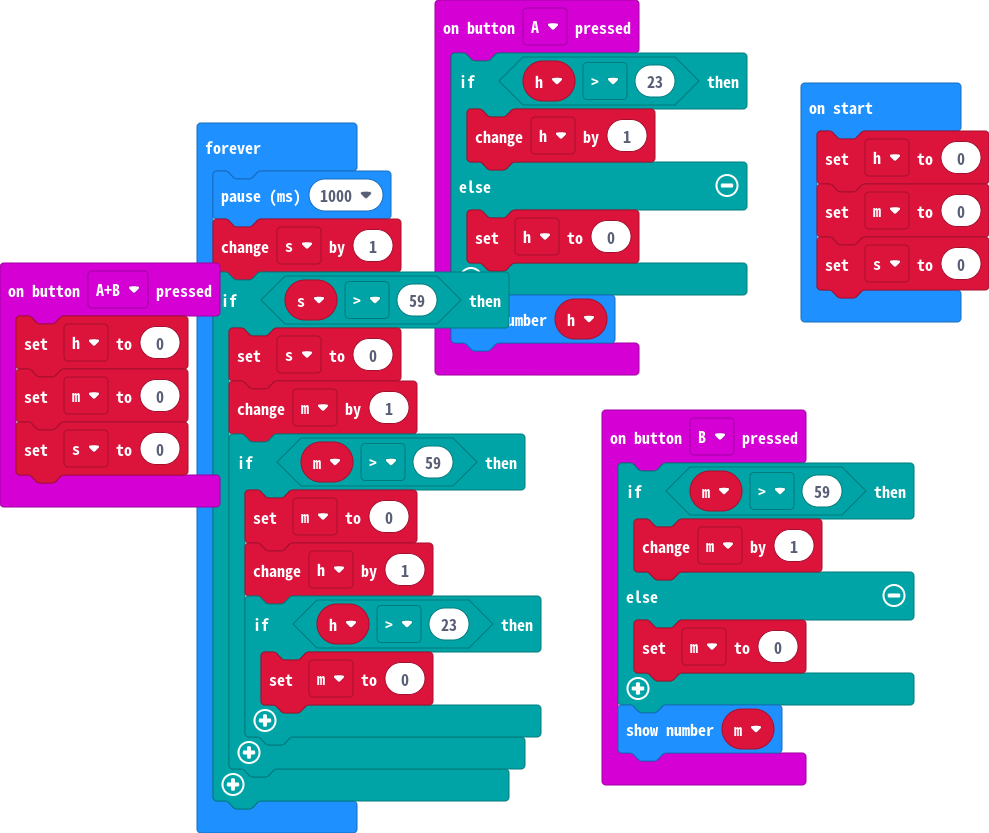 on button A pressed
if h > 23 then
change h by 1
else
set h to 0
number h
on start
set h to 0
set m to 0
set s to 0
forever
pause (ms) 1000
change s by 1
if s > 59 then
set s to 0
change m by 1
if m > 59 then
set m to 0
change h by 1
if h > 23 then
set m to 0
on button A+B pressed
set h to 0
set m to 0
set s to 0
on button B pressed
if m > 59 then
change m by 1
else
set m to 0
show number m